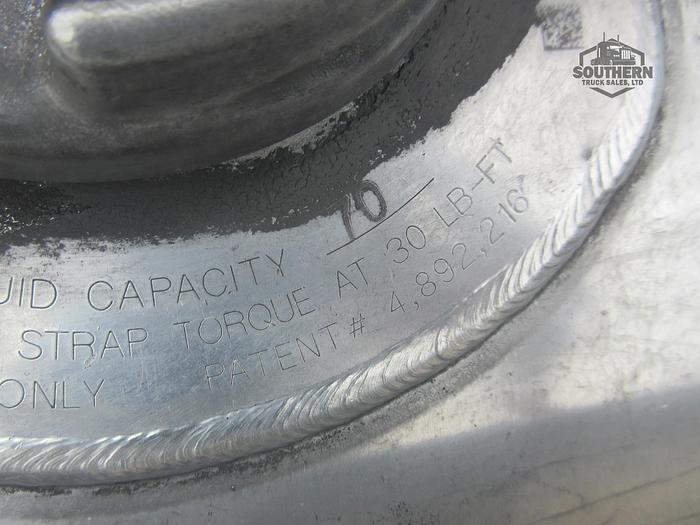 SOUTHERN
TRUCK SALES, LTD
UID CAPACITY 70
STRAP TORQUE AT 30 LB-FT
ONLY PATENT# 4,892,216